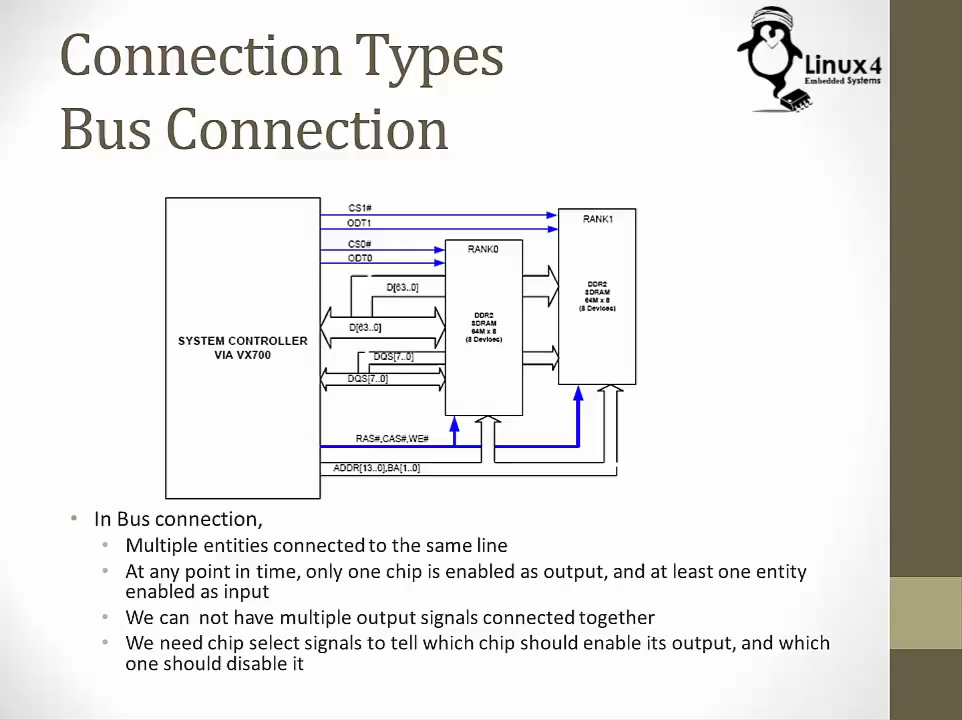 Connection Types
Bus Connection
Linux4
Embedded Systems
CS1#
ODT1
CS0#
ODT0
RANK1
RANK0
D[63..0]
D[63..0]
DQS[7..0]
DQS[7..0]
DDR2
SDRAM
64M x 8
(8 Devices)
DDR2
SDRAM
64M x 8
(8 Devices)
SYSTEM CONTROLLER
VIA VX700
RAS#,CAS#,WE#
ADDR[13..0],BA[1..0]
• In Bus connection,
• Multiple entities connected to the same line
• At any point in time, only one chip is enabled as output, and at least one entity
enabled as input
• We can not have multiple output signals connected together
• We need chip select signals to tell which chip should enable its output, and which
one should disable it